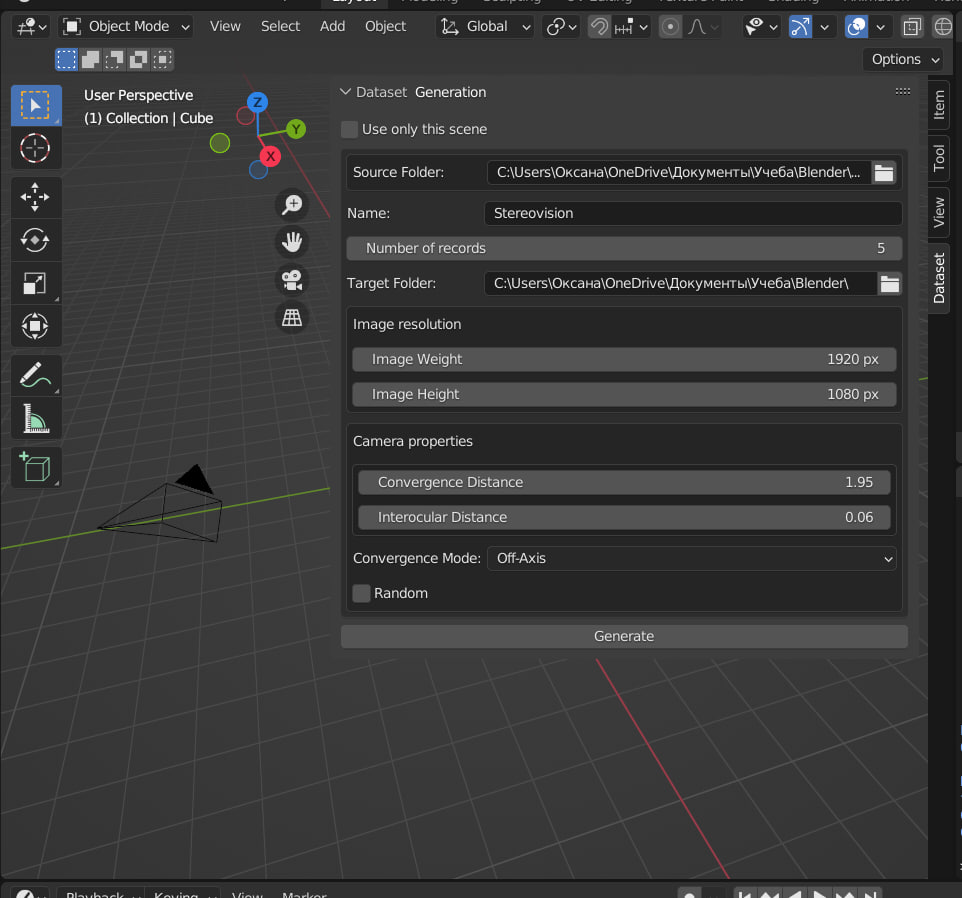 Object Mode View Select Add Object Global
Options
User Perspective
(1) Collection | Cube
Z
Y
X
Dataset Generation
Use only this scene
Source Folder: C:\Users\Оксана\OneDrive\Документы\Учеба\Blender\...
Name: Stereovision
Number of records 5
Target Folder: C:\Users\Оксана\OneDrive\Документы\Учеба\Blender\
Image resolution
Image Weight 1920 px
Image Height 1080 px
Camera properties
Convergence Distance 1.95
Interocular Distance 0.06
Convergence Mode: Off-Axis
Random
Generate
Item
Tool
View
Dataset
Playback Keying View Marker